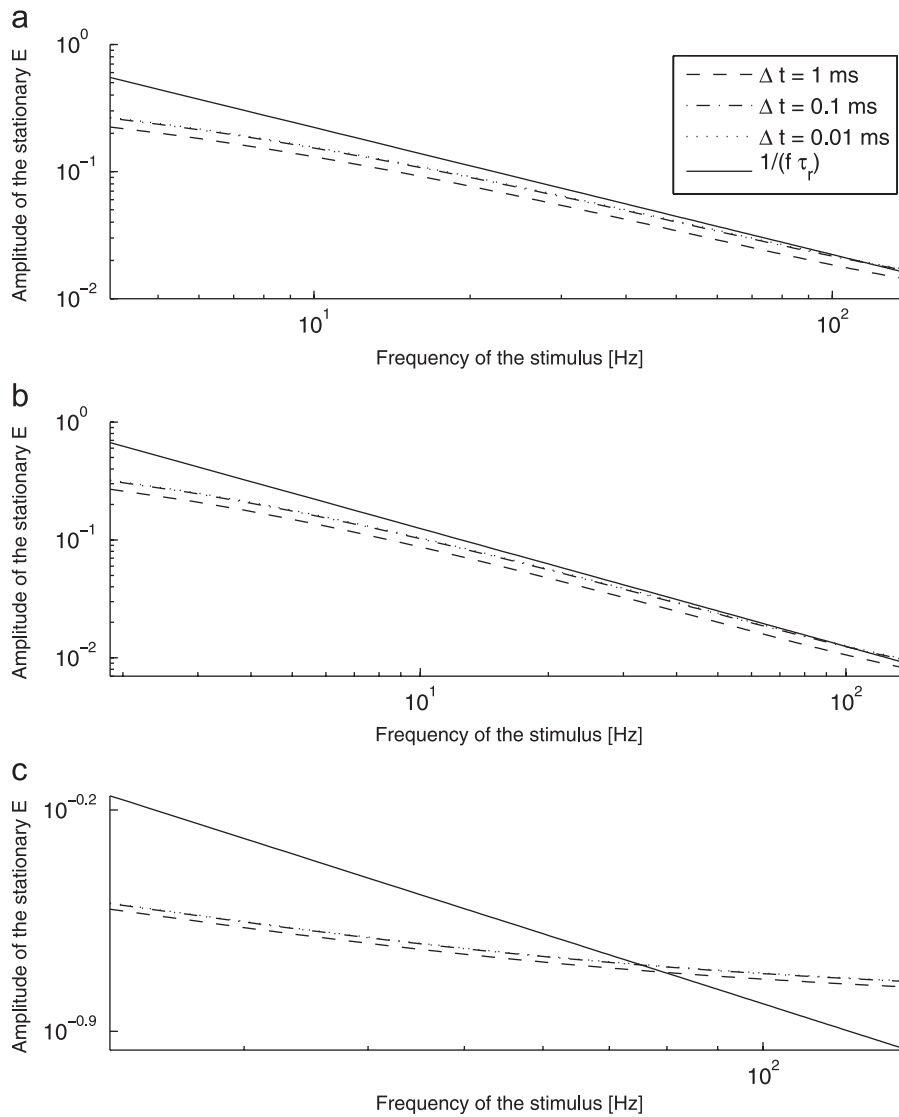 a
10^0
10^-1
10^-2
Amplitude of the stationary E
Δ t = 1 ms
Δ t = 0.1 ms
Δ t = 0.01 ms
1/(f τ_r)
10^1
10^2
Frequency of the stimulus [Hz]
b
10^0
10^-1
10^-2
Amplitude of the stationary E
10^1
10^2
Frequency of the stimulus [Hz]
c
10^-0.2
10^-0.9
Amplitude of the stationary E
10^2
Frequency of the stimulus [Hz]